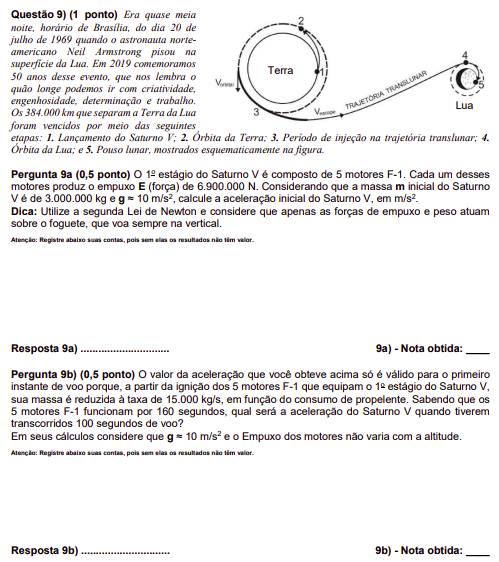 Questão 9) (1 ponto) Era quase meia
noite, horário de Brasília, do dia 20 de
julho de 1969 quando o astronauta norte-
americano Neil Armstrong pisou na
superfície da Lua. Em 2019 comemoramos
50 anos desse evento, que nos lembra o
quão longe podemos ir com criatividade,
engenhosidade, determinação e trabalho.
Os 384.000 km que separam a Terra da Lua
foram vencidos por meio das seguintes
etapas: 1. Lançamento do Saturno V; 2. Órbita da Terra; 3. Período de injeção na trajetória translunar; 4.
Órbita da Lua; e 5. Pouso lunar, mostrados esquematicamente na figura.
2
Terra
1
Vorbital
3
Vescape
TRAJETÓRIA TRANSLUNAR
4
5
Lua
Pergunta 9a (0,5 ponto) O 1º estágio do Saturno V é composto de 5 motores F-1. Cada um desses
motores produz o empuxo E (força) de 6.900.000 N. Considerando que a massa m inicial do Saturno
V é de 3.000.000 kg e g ≈ 10 m/s², calcule a aceleração inicial do Saturno V, em m/s².
Dica: Utilize a segunda Lei de Newton e considere que apenas as forças de empuxo e peso atuam
sobre o foguete, que voa sempre na vertical.
Atenção: Registre abaixo suas contas, pois sem elas os resultados não têm valor.
Resposta 9a) ..............................
9a) - Nota obtida: ____
Pergunta 9b) (0,5 ponto) O valor da aceleração que você obteve acima só é válido para o primeiro
instante de voo porque, a partir da ignição dos 5 motores F-1 que equipam o 1º estágio do Saturno V,
sua massa é reduzida à taxa de 15.000 kg/s, em função do consumo de propelente. Sabendo que os
5 motores F-1 funcionam por 160 segundos, qual será a aceleração do Saturno V quando tiverem
transcorridos 100 segundos de voo?
Em seus cálculos considere que g ≈ 10 m/s² e o Empuxo dos motores não varia com a altitude.
Atenção: Registre abaixo suas contas, pois sem elas os resultados não têm valor.
Resposta 9b) ..............................
9b) - Nota obtida: ____